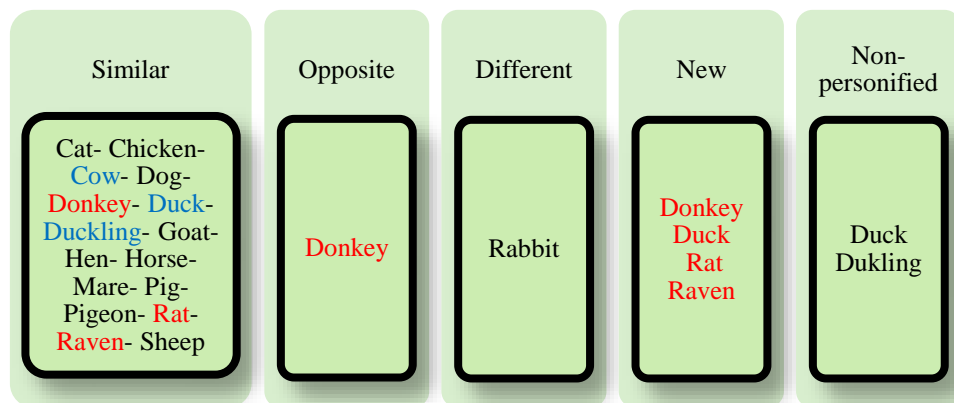 Similar
Cat- Chicken-
Cow- Dog-
Donkey- Duck-
Duckling- Goat-
Hen- Horse-
Mare- Pig-
Pigeon- Rat-
Raven- Sheep
Opposite
Donkey
Different
Rabbit
New
Donkey
Duck
Rat
Raven
Non-
personified
Duck
Dukling